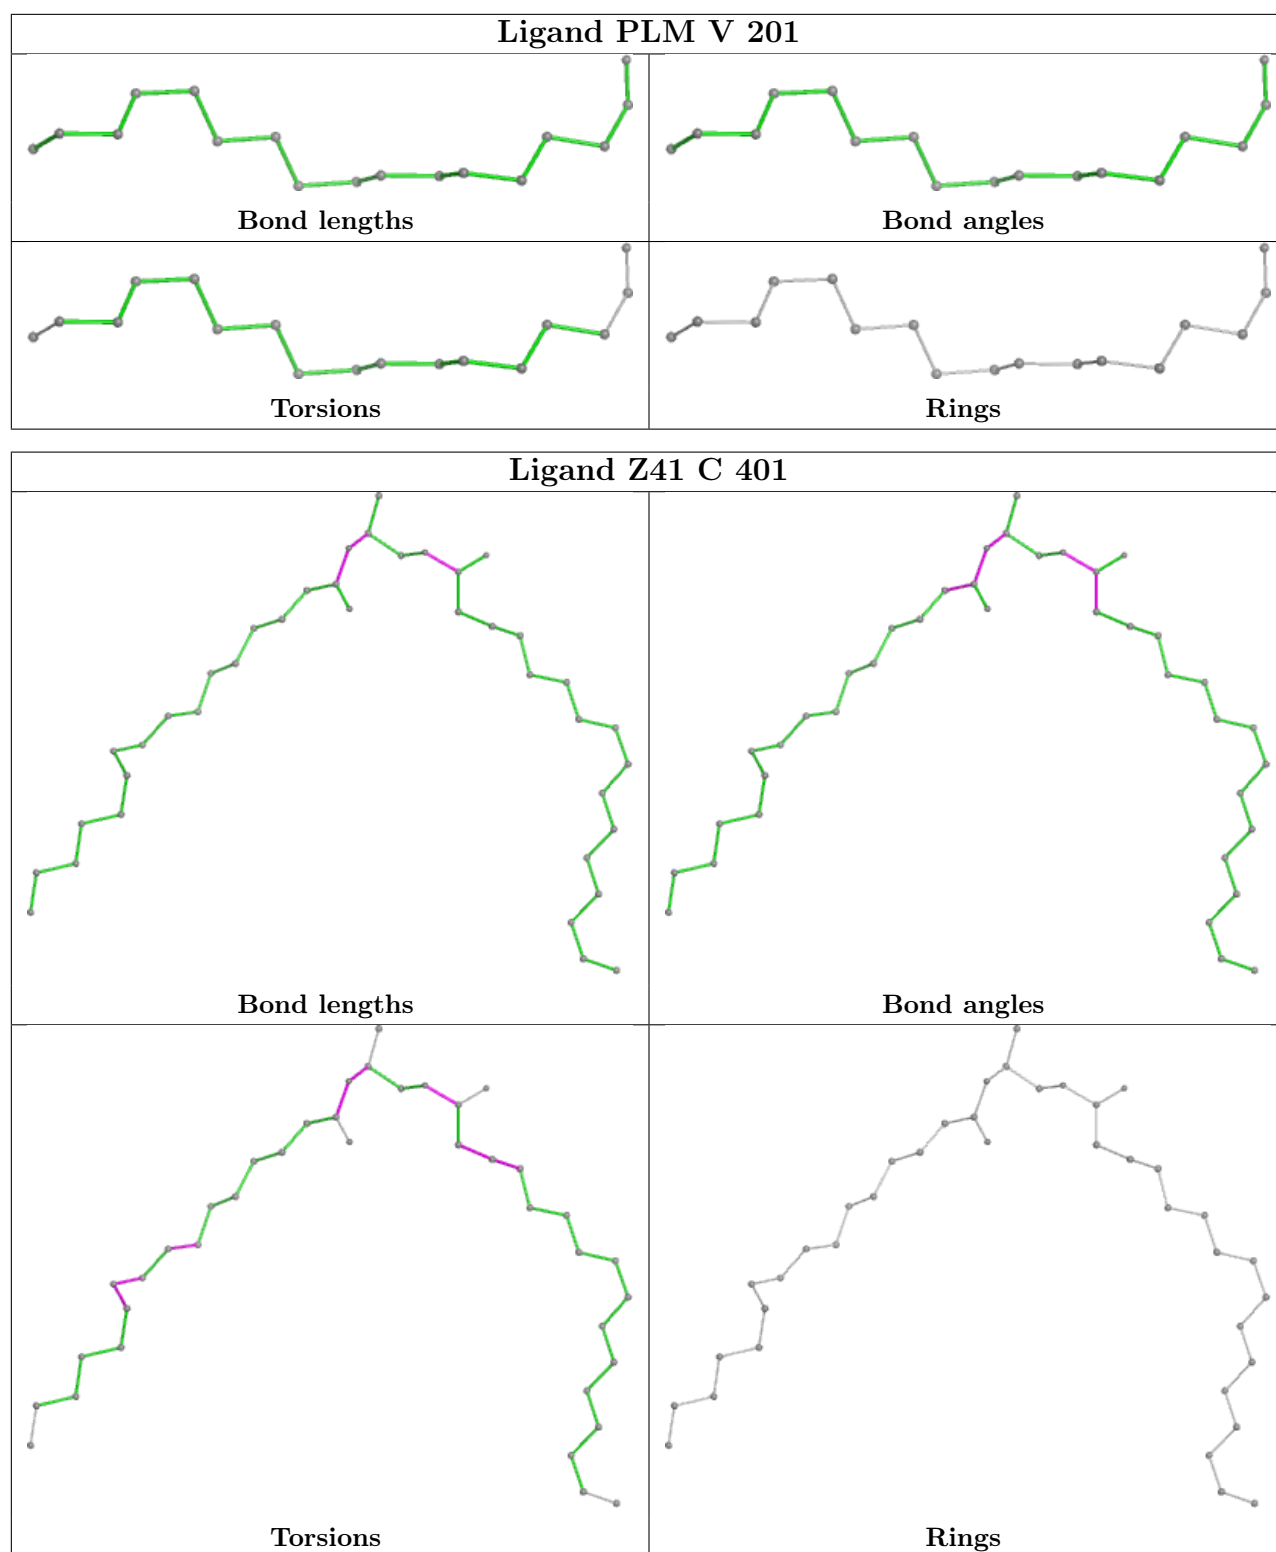 Ligand PLM V 201
Bond lengths
Bond angles
Torsions
Rings
Ligand Z41 C 401
Bond lengths
Bond angles
Torsions
Rings